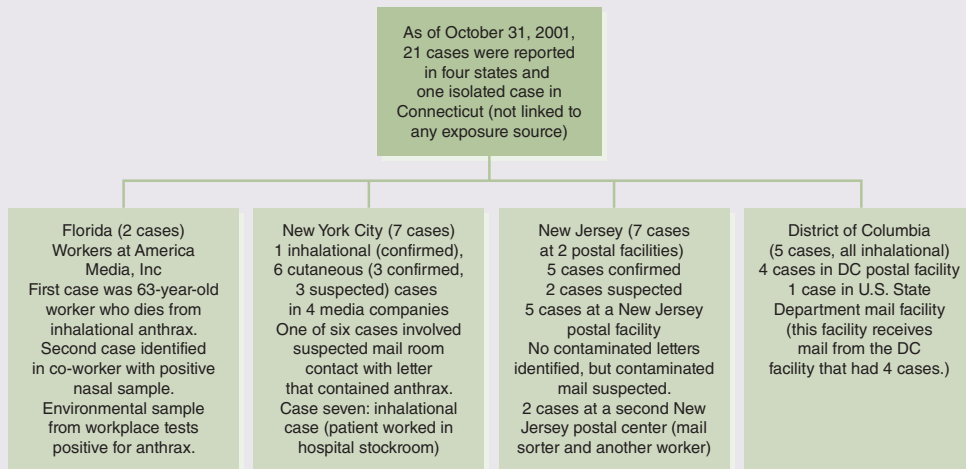 As of October 31, 2001,
21 cases were reported
in four states and
one isolated case in
Connecticut (not linked to
any exposure source)
Florida (2 cases)
Workers at America
Media, Inc
First case was 63-year-old
worker who dies from
inhalational anthrax.
Second case identified
in co-worker with positive
nasal sample.
Environmental sample
from workplace tests
positive for anthrax.
New York City (7 cases)
1 inhalational (confirmed),
6 cutaneous (3 confirmed,
3 suspected) cases
in 4 media companies
One of six cases involved
suspected mail room
contact with letter
that contained anthrax.
Case seven: inhalational
case (patient worked in
hospital stockroom)
New Jersey (7 cases
at 2 postal facilities)
5 cases confirmed
2 cases suspected
5 cases at a New Jersey
postal facility
No contaminated letters
identified, but contaminated
mail suspected.
2 cases at a second New
Jersey postal center (mail
sorter and another worker)
District of Columbia
(5 cases, all inhalational)
4 cases in DC postal facility
1 case in U.S. State
Department mail facility
(this facility receives
mail from the DC
facility that had 4 cases.)